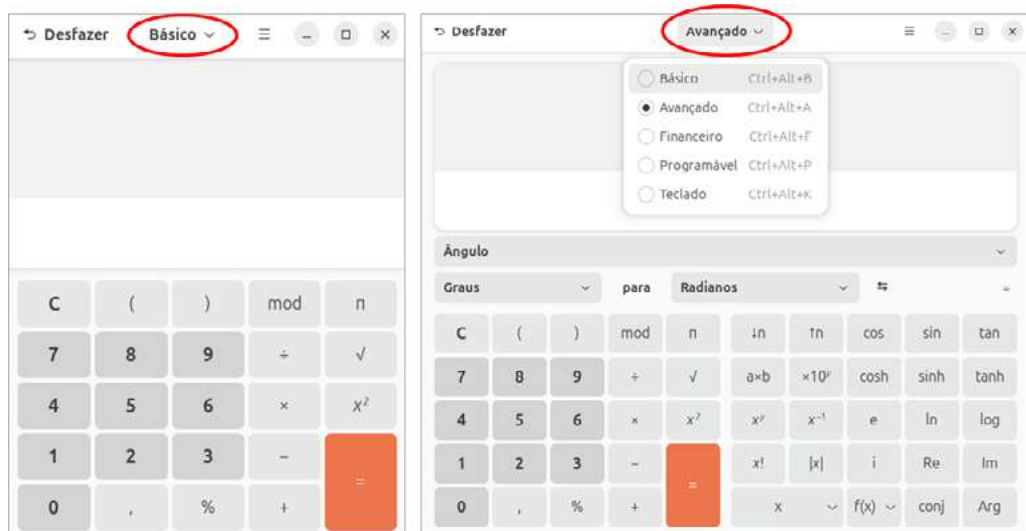 Desfazer Básico
C ( ) mod π
7 8 9 ÷ √
4 5 6 × x²
1 2 3 − =
0 , % +
Desfazer Avançado
Básico Ctrl+Alt+B
Avançado Ctrl+Alt+A
Financeiro Ctrl+Alt+F
Programável Ctrl+Alt+P
Teclado Ctrl+Alt+K
Ângulo
Graus para Radianos =
C ( ) mod π ↓n ↑n cos sin tan
7 8 9 ÷ √ a×b ×10ʸ cosh sinh tanh
4 5 6 × x² xʸ x⁻¹ e ln log
1 2 3 − = x! |x| i Re Im
0 , % + x f(x) conj Arg